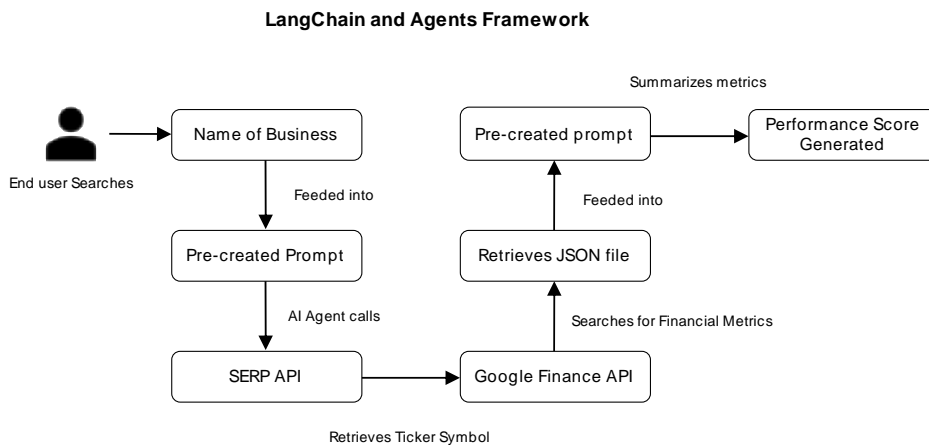 LangChain and Agents Framework
End user Searches
Name of Business
Feeded into
Pre-created Prompt
AI Agent calls
SERP API
Retrieves Ticker Symbol
Google Finance API
Searches for Financial Metrics
Retrieves JSON file
Feeded into
Pre-created prompt
Summarizes metrics
Performance Score
Generated